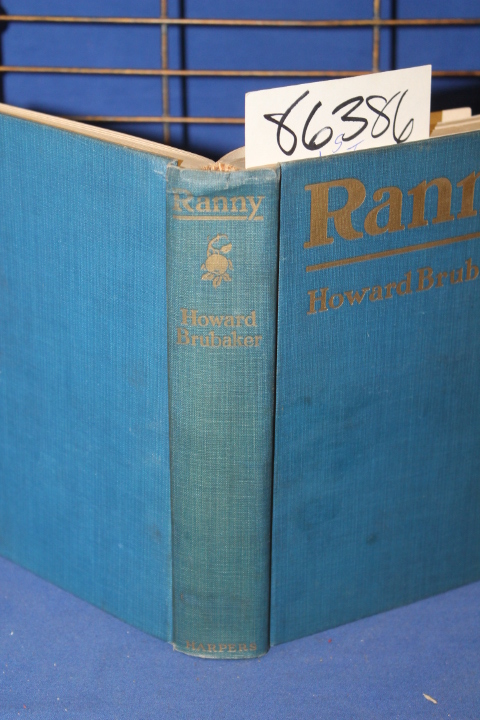 86386
Ranny
Howard
Brubaker
HARPERS
Rann
Howard Brub